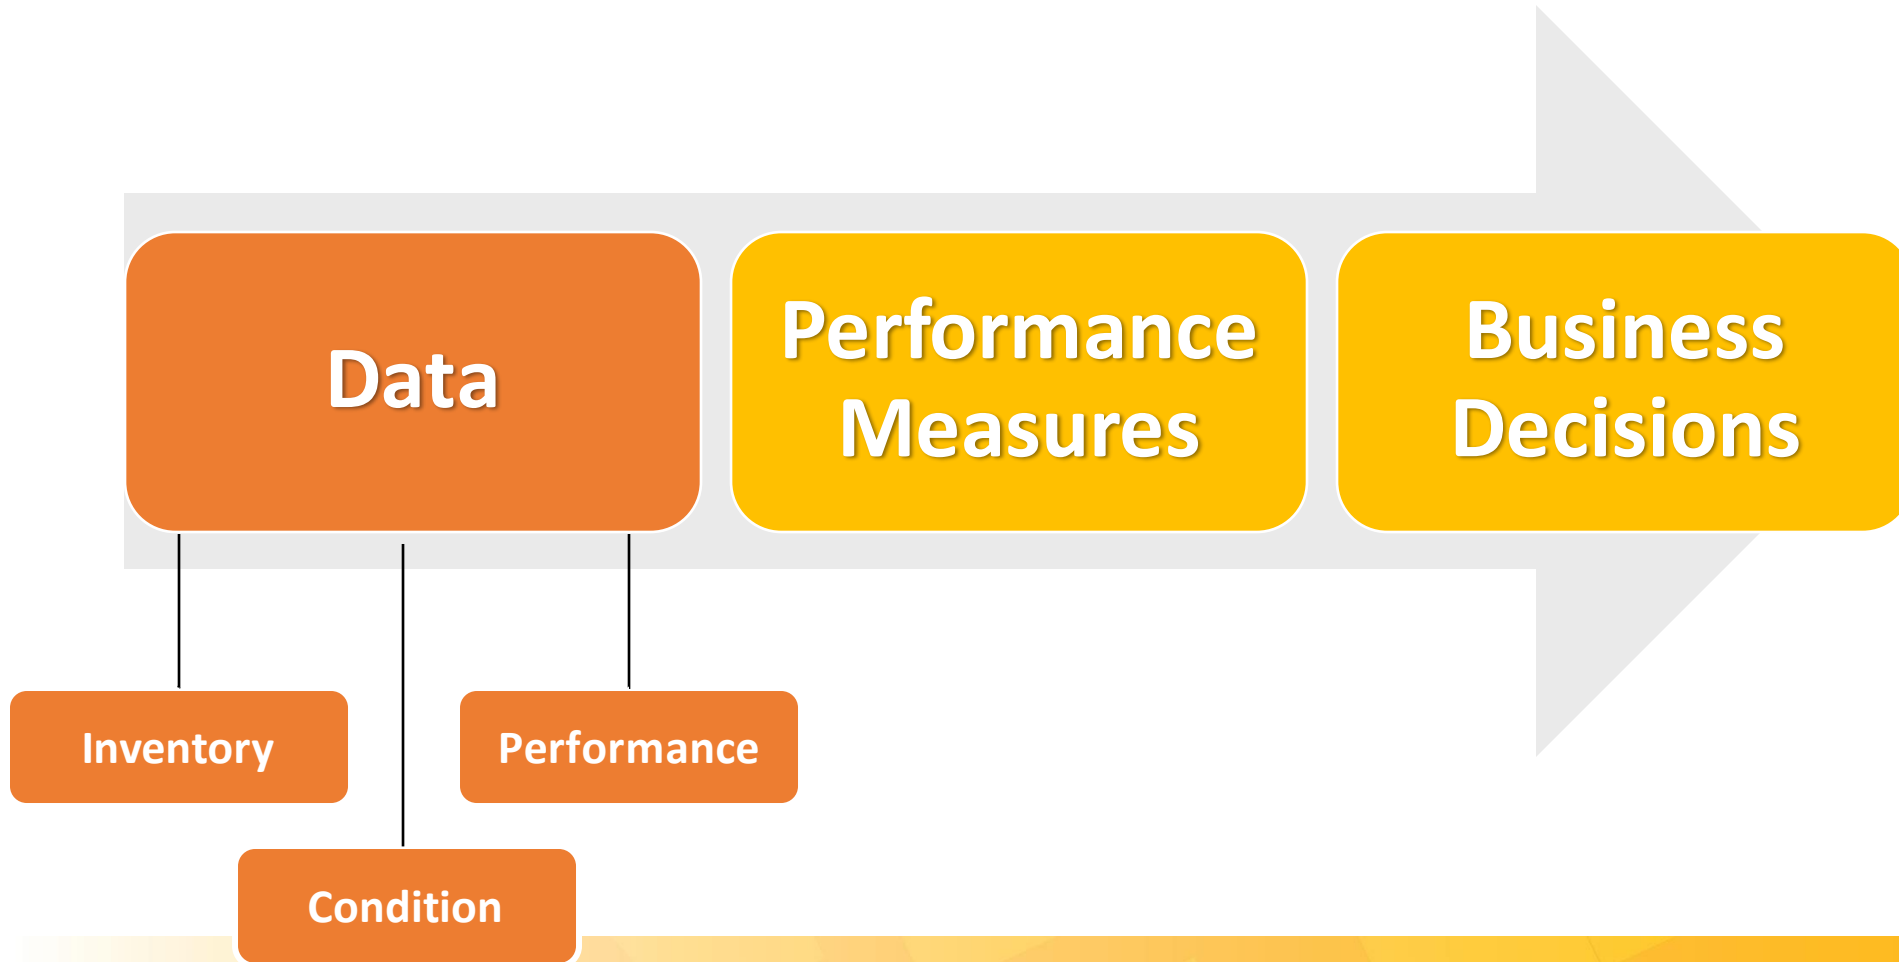 Data
Performance
Measures
Business
Decisions
Inventory
Performance
Condition